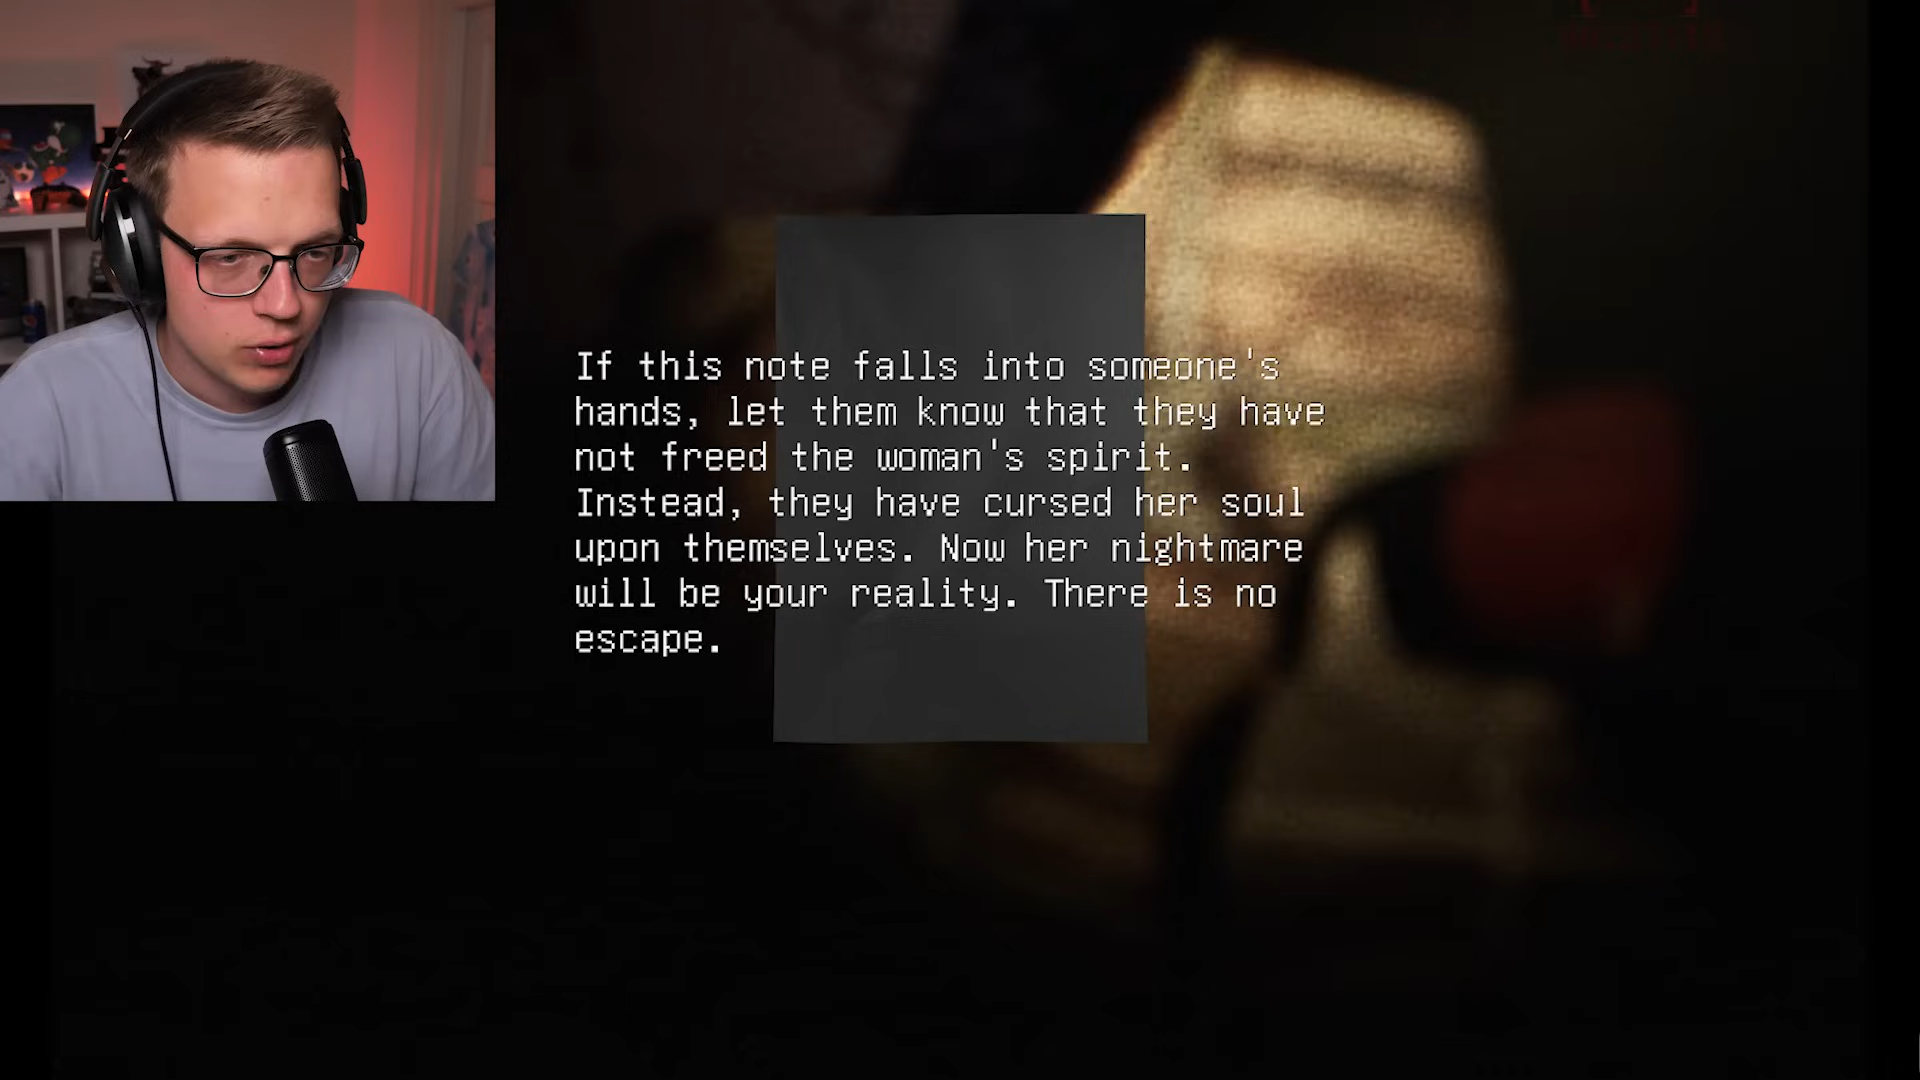 If this note falls into someone's
hands, let them know that they have
not freed the woman's spirit.
Instead, they have cursed her soul
upon themselves. Now her nightmare
will be your reality. There is no
escape.